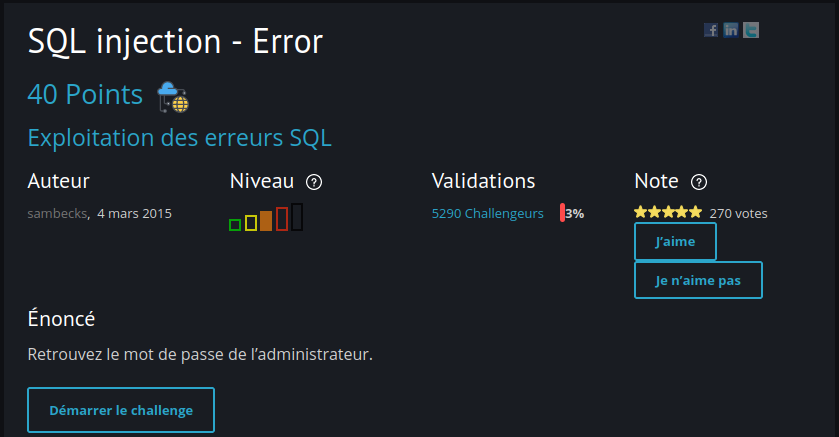 SQL injection - Error
40 Points
Exploitation des erreurs SQL
Auteur
sambecks, 4 mars 2015
Niveau ?
Validations
5290 Challengeurs 3%
Note ?
270 votes
J'aime
Je n'aime pas
Énoncé
Retrouvez le mot de passe de l'administrateur.
Démarrer le challenge